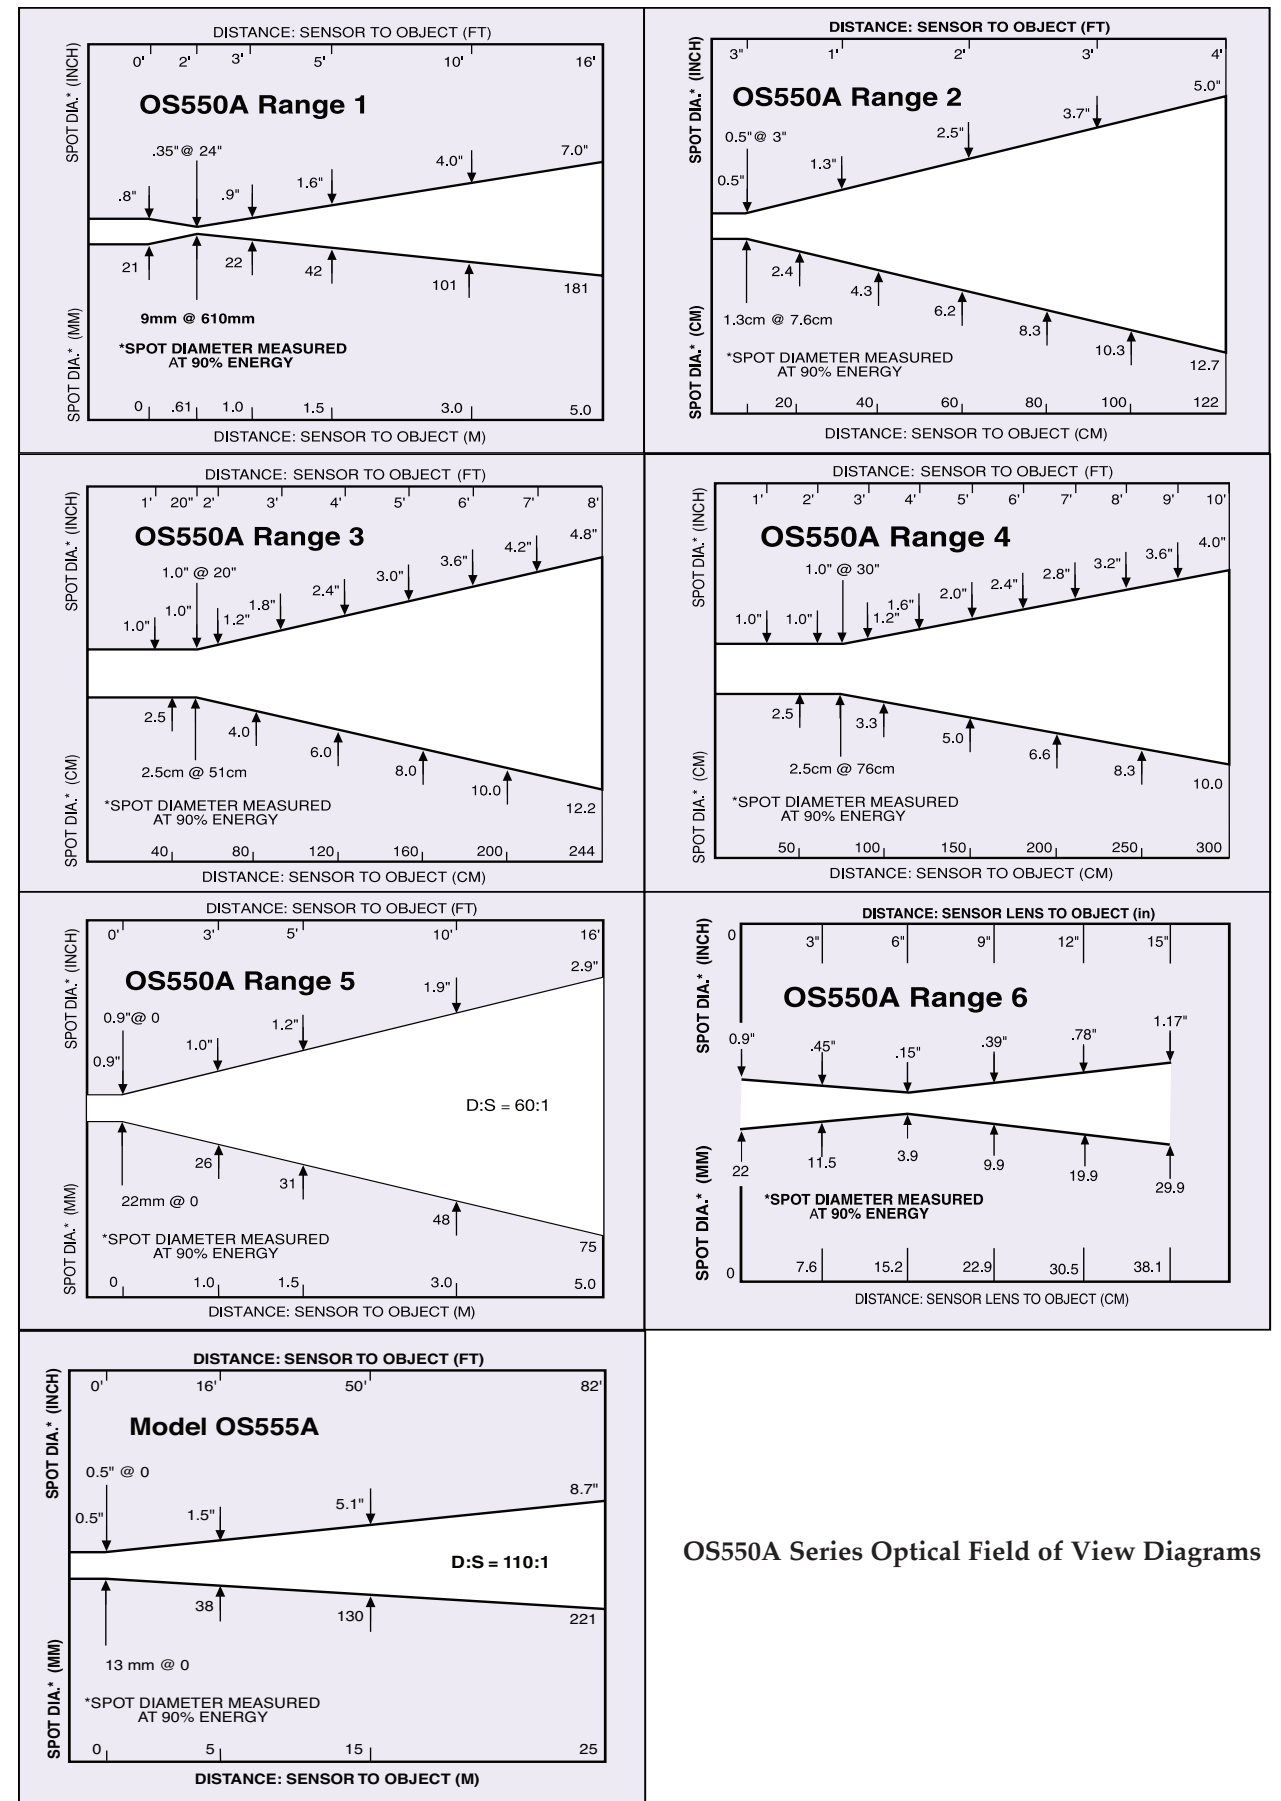 DISTANCE: SENSOR TO OBJECT (FT)
SPOT DIA.* (INCH)
0' 2' 3' 5' 10' 16'
OS550A Range 1
.35"@ 24"
.8" .9" 1.6" 4.0" 7.0"
21 22 42 101 181
9mm @ 610mm
*SPOT DIAMETER MEASURED
AT 90% ENERGY
SPOT DIA.* (MM)
0 .61 1.0 1.5 3.0 5.0
DISTANCE: SENSOR TO OBJECT (M)
DISTANCE: SENSOR TO OBJECT (FT)
SPOT DIA.* (INCH)
3" 1' 2' 3' 4'
OS550A Range 2
0.5"@ 3"
0.5" 1.3" 2.5" 3.7" 5.0"
2.4 4.3 6.2 8.3 10.3 12.7
1.3cm @ 7.6cm
*SPOT DIAMETER MEASURED
AT 90% ENERGY
SPOT DIA.* (CM)
20 40 60 80 100 122
DISTANCE: SENSOR TO OBJECT (CM)
DISTANCE: SENSOR TO OBJECT (FT)
SPOT DIA.* (INCH)
1' 20" 2' 3' 4' 5' 6' 7' 8'
OS550A Range 3
1.0" @ 20"
1.0" 1.0" 1.2" 1.8" 2.4" 3.0" 3.6" 4.2" 4.8"
2.5 4.0 6.0 8.0 10.0 12.2
2.5cm @ 51cm
*SPOT DIAMETER MEASURED
AT 90% ENERGY
SPOT DIA.* (CM)
40 80 120 160 200 244
DISTANCE: SENSOR TO OBJECT (CM)
DISTANCE: SENSOR TO OBJECT (FT)
SPOT DIA.* (INCH)
1' 2' 3' 4' 5' 6' 7' 8' 9' 10'
OS550A Range 4
1.0" @ 30"
1.0" 1.0" 1.2" 1.6" 2.0" 2.4" 2.8" 3.2" 3.6" 4.0"
2.5 3.3 5.0 6.6 8.3 10.0
2.5cm @ 76cm
*SPOT DIAMETER MEASURED
AT 90% ENERGY
SPOT DIA.* (CM)
50 100 150 200 250 300
DISTANCE: SENSOR TO OBJECT (CM)
DISTANCE: SENSOR TO OBJECT (FT)
SPOT DIA.* (INCH)
0' 3' 5' 10' 16'
OS550A Range 5
0.9"@ 0
0.9" 1.0" 1.2" 1.9" 2.9"
D:S = 60:1
26 31 48 75
22mm @ 0
*SPOT DIAMETER MEASURED
AT 90% ENERGY
SPOT DIA.* (MM)
0 1.0 1.5 3.0 5.0
DISTANCE: SENSOR TO OBJECT (M)
DISTANCE: SENSOR LENS TO OBJECT (in)
SPOT DIA.* (INCH)
0 3" 6" 9" 12" 15"
OS550A Range 6
0.9" .45" .15" .39" .78" 1.17"
22 11.5 3.9 9.9 19.9 29.9
*SPOT DIAMETER MEASURED
AT 90% ENERGY
SPOT DIA.* (MM)
0 7.6 15.2 22.9 30.5 38.1
DISTANCE: SENSOR LENS TO OBJECT (CM)
DISTANCE: SENSOR TO OBJECT (FT)
SPOT DIA.* (INCH)
0' 16' 50' 82'
Model OS555A
0.5" @ 0
0.5" 1.5" 5.1" 8.7"
D:S = 110:1
38 130 221
13 mm @ 0
*SPOT DIAMETER MEASURED
AT 90% ENERGY
SPOT DIA.* (MM)
0 5 15 25
DISTANCE: SENSOR TO OBJECT (M)
OS550A Series Optical Field of View Diagrams